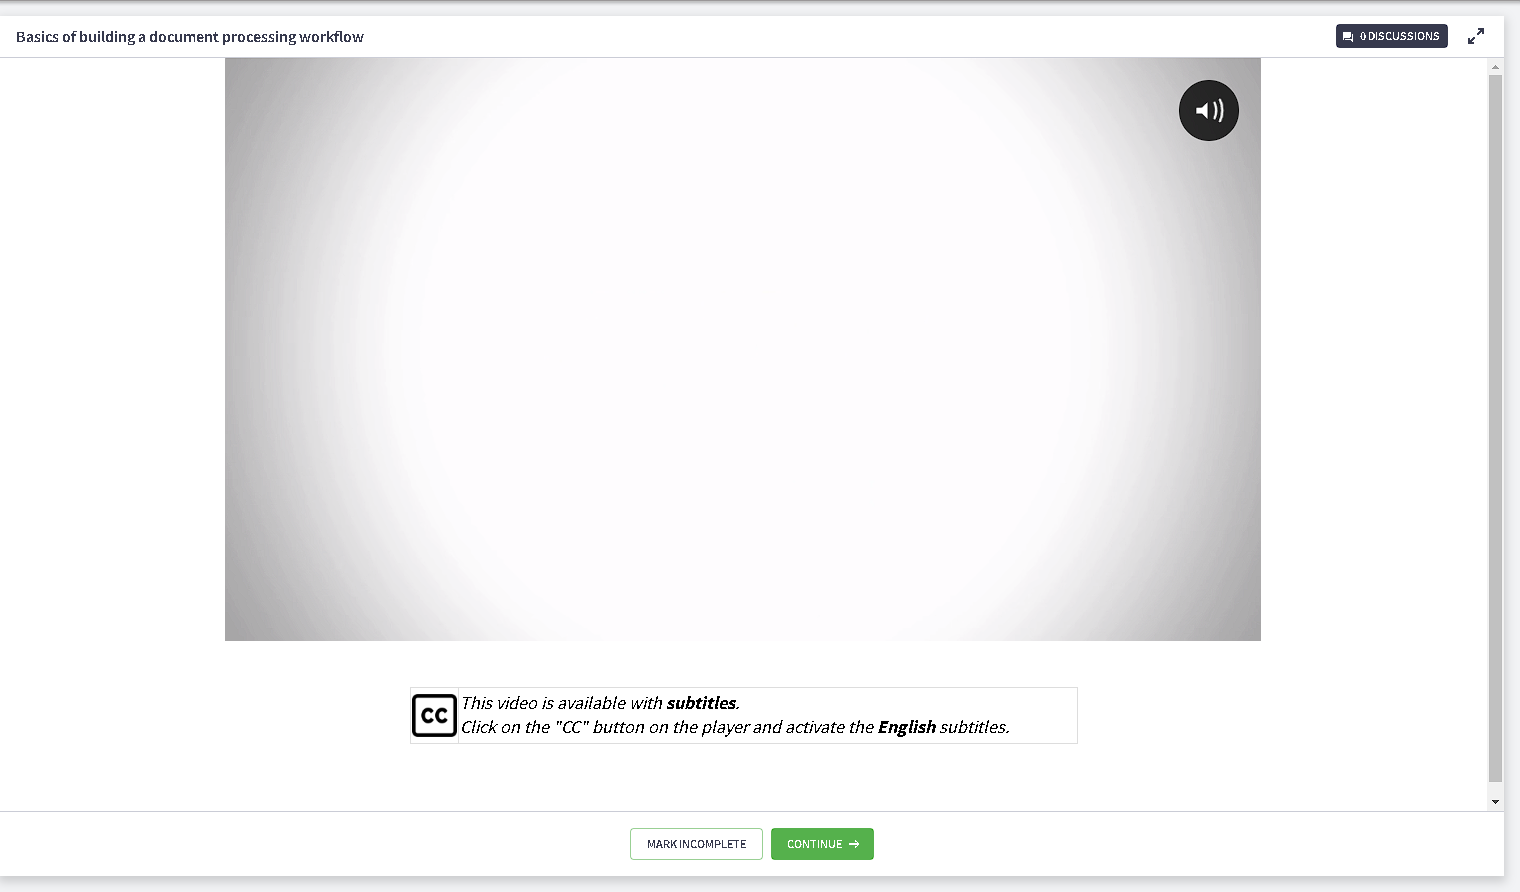 Basics of building a document processing workflow
0 DISCUSSIONS
CC
This video is available with subtitles.
Click on the "CC" button on the player and activate the English subtitles.
MARK INCOMPLETE
CONTINUE →